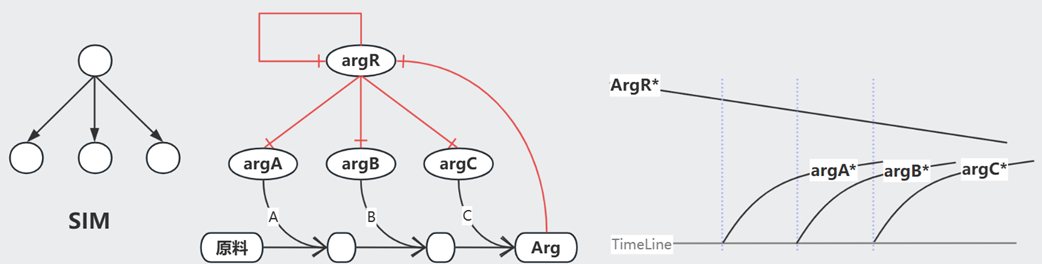 SIM
argR
argA
argB
argC
A
B
C
原料
Arg
ArgR*
argA*
argB*
argC*
TimeLine